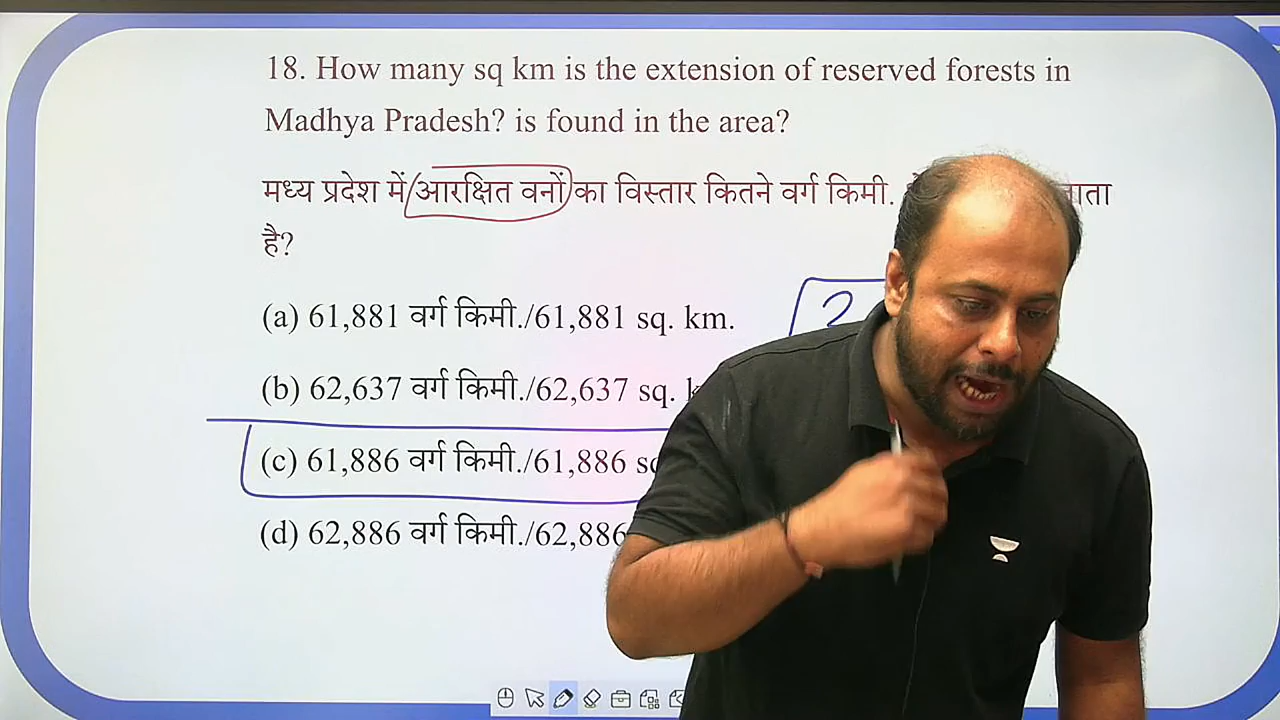 18. How many sq km is the extension of reserved forests in
Madhya Pradesh? is found in the area?
मध्य प्रदेश में आरक्षित वनों का विस्तार कितने वर्ग किमी.
है?
(a) 61,881 वर्ग किमी./61,881 sq. km.
2
(b) 62,637 वर्ग किमी./62,637 sq.
(c) 61,886 वर्ग किमी./61,886
(d) 62,886 वर्ग किमी./62,886